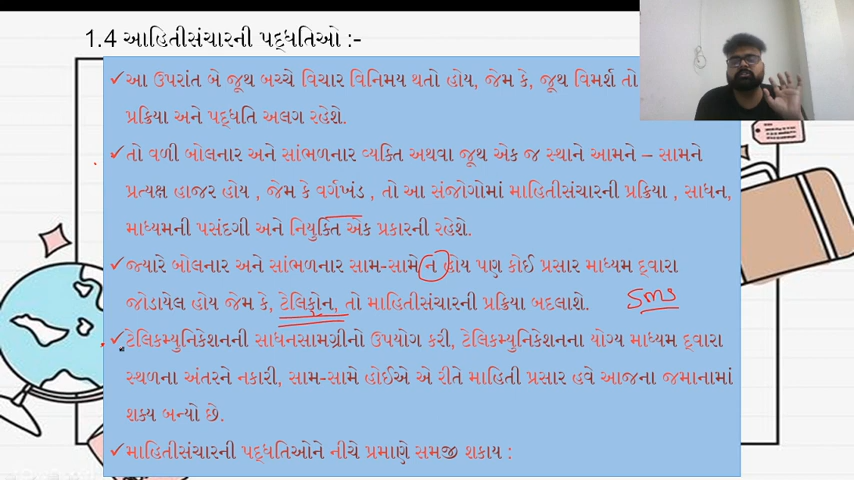 1.4 આહિતીસંચારની પદ્ધતિઓ :-
✓આ ઉપરાંત બે જૂથ બચ્ચે વિચાર વિનિમય થતો હોય, જેમ કે, જૂથ વિમર્શ તો
પ્રક્રિયા અને પદ્ધતિ અલગ રહેશે.
✓તો વળી બોલનાર અને સાંભળનાર વ્યક્તિ અથવા જૂથ એક જ સ્થાને આમને – સામને
પ્રત્યક્ષ હાજર હોય , જેમ કે વર્ગખંડ , તો આ સંજોગોમાં માહિતીસંચારની પ્રક્રિયા , સાધન,
માધ્યમની પસંદગી અને નિયુક્તિ એક પ્રકારની રહેશે.
✓જ્યારે બોલનાર અને સાંભળનાર સામ-સામે ન હોય પણ કોઈ પ્રસાર માધ્યમ દ્વારા
જોડાયેલ હોય જેમ કે, ટેલિફોન, તો માહિતીસંચારની પ્રક્રિયા બદલાશે. SMS
✓ટેલિકમ્યુનિકેશનની સાધનસામગ્રીનો ઉપયોગ કરી, ટેલિકમ્યુનિકેશનના યોગ્ય માધ્યમ દ્વારા
સ્થળના અંતરને નકારી, સામ-સામે હોઈએ એ રીતે માહિતી પ્રસાર હવે આજના જમાનામાં
શક્ય બન્યો છે.
✓માહિતીસંચારની પદ્ધતિઓને નીચે પ્રમાણે સમજી શકાય :